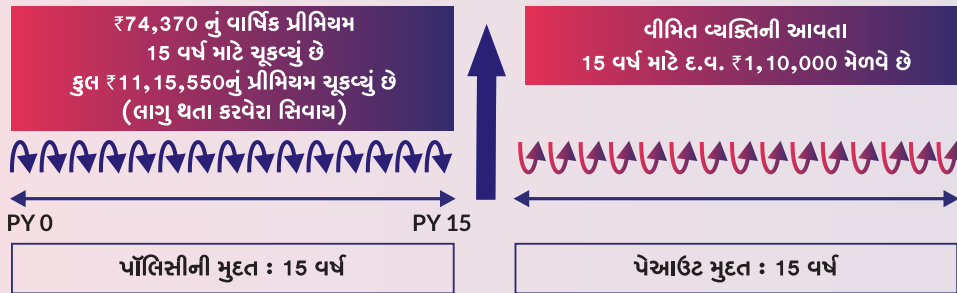 ₹74,370 નું વાર્ષિક પ્રીમિયમ
15 વર્ષ માટે ચૂકવ્યું છે
કુલ ₹11,15,550નું પ્રીમિયમ ચૂકવ્યું છે
(લાગુ થતા કરવેરા સિવાય)
વીમિત વ્યક્તિની આવતા
15 વર્ષ માટે દ.વ. ₹1,10,000 મેળવે છે
PY 0
PY 15
પૉલિસીની મુદત : 15 વર્ષ
પેઆઉટ મુદત : 15 વર્ષ